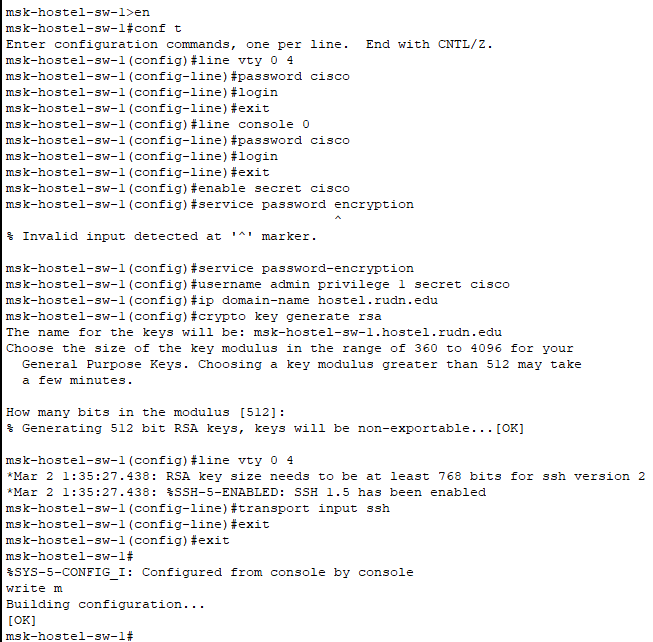 msk-hostel-sw-1>en
msk-hostel-sw-1#conf t
Enter configuration commands, one per line.  End with CNTL/Z.
msk-hostel-sw-1(config)#line vty 0 4
msk-hostel-sw-1(config-line)#password cisco
msk-hostel-sw-1(config-line)#login
msk-hostel-sw-1(config-line)#exit
msk-hostel-sw-1(config)#line console 0
msk-hostel-sw-1(config-line)#password cisco
msk-hostel-sw-1(config-line)#login
msk-hostel-sw-1(config-line)#exit
msk-hostel-sw-1(config)#enable secret cisco
msk-hostel-sw-1(config)#service password encryption
^
% Invalid input detected at '^' marker.
msk-hostel-sw-1(config)#service password-encryption
msk-hostel-sw-1(config)#username admin privilege 1 secret cisco
msk-hostel-sw-1(config)#ip domain-name hostel.rudn.edu
msk-hostel-sw-1(config)#crypto key generate rsa
The name for the keys will be: msk-hostel-sw-1.hostel.rudn.edu
Choose the size of the key modulus in the range of 360 to 4096 for your
General Purpose Keys. Choosing a key modulus greater than 512 may take
a few minutes.
How many bits in the modulus [512]:
% Generating 512 bit RSA keys, keys will be non-exportable...[OK]
msk-hostel-sw-1(config)#line vty 0 4
*Mar 2 1:35:27.438: RSA key size needs to be at least 768 bits for ssh version 2
*Mar 2 1:35:27.438: %SSH-5-ENABLED: SSH 1.5 has been enabled
msk-hostel-sw-1(config-line)#transport input ssh
msk-hostel-sw-1(config-line)#exit
msk-hostel-sw-1(config)#exit
msk-hostel-sw-1#
%SYS-5-CONFIG_I: Configured from console by console
write m
Building configuration...
[OK]
msk-hostel-sw-1#